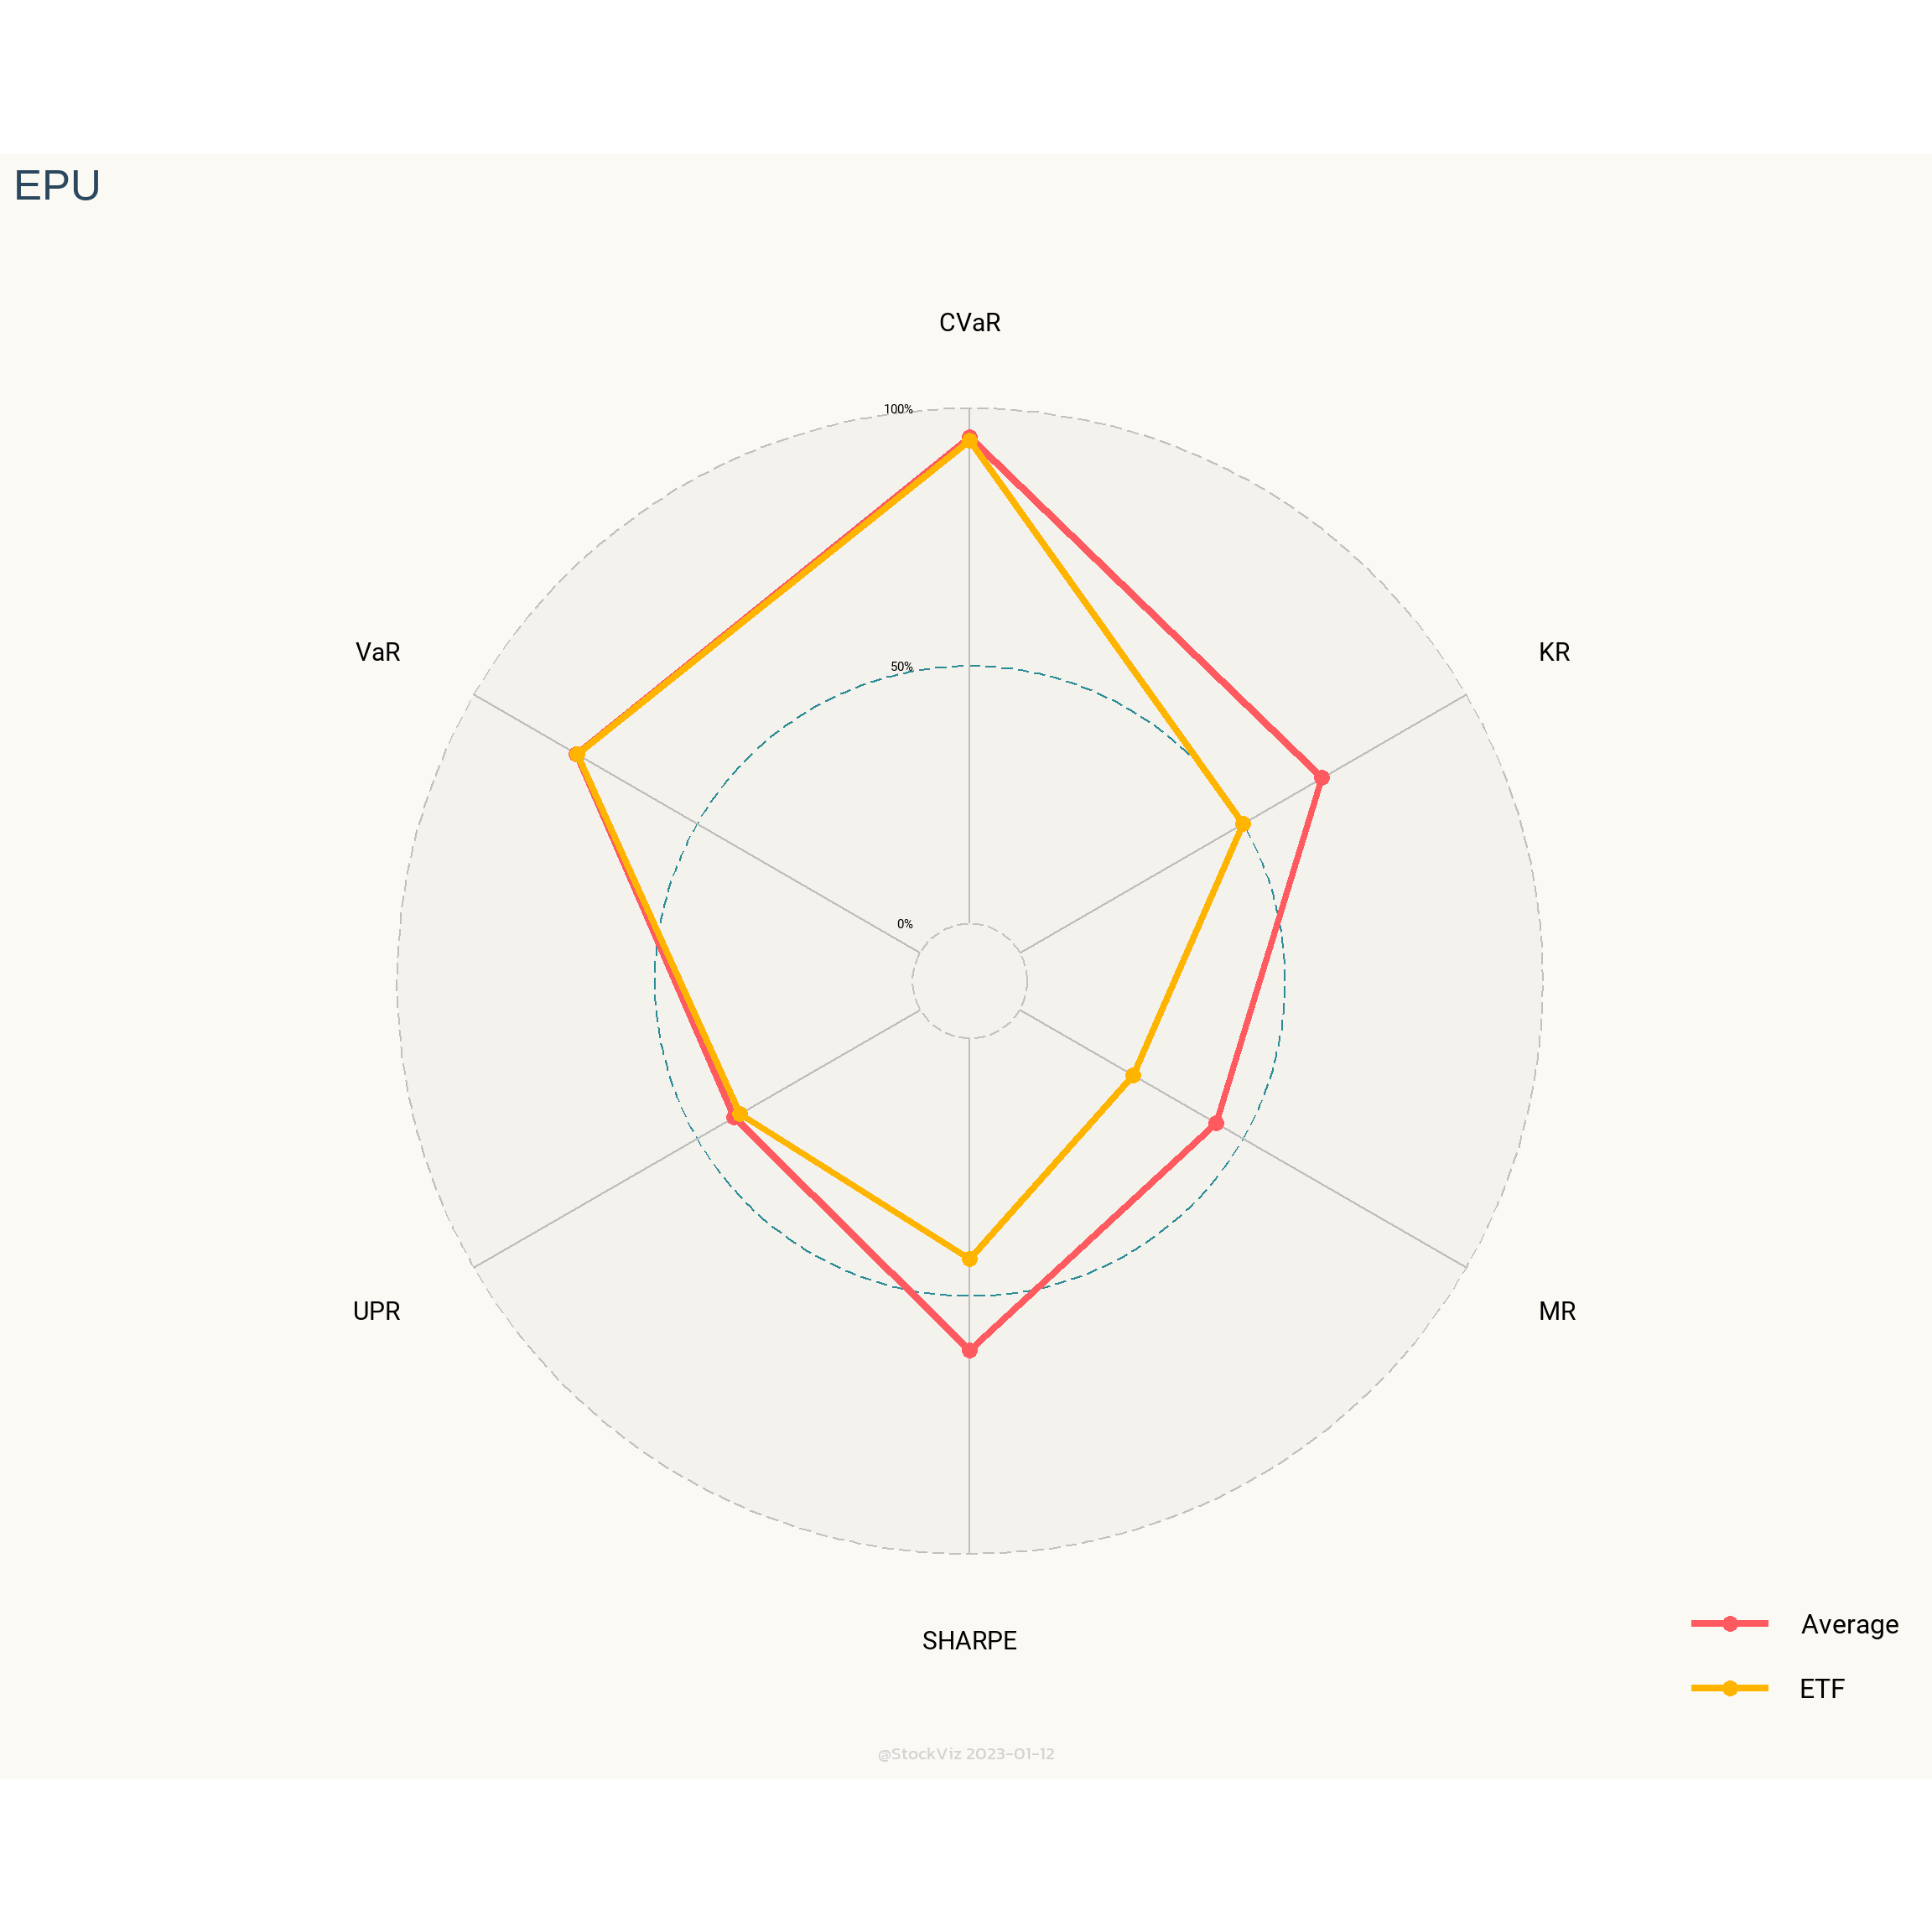 EPU
CVaR
100%
KR
VaR
50%
0%
UPR
MR
SHARPE
Average
ETF
@StockViz 2023-01-12